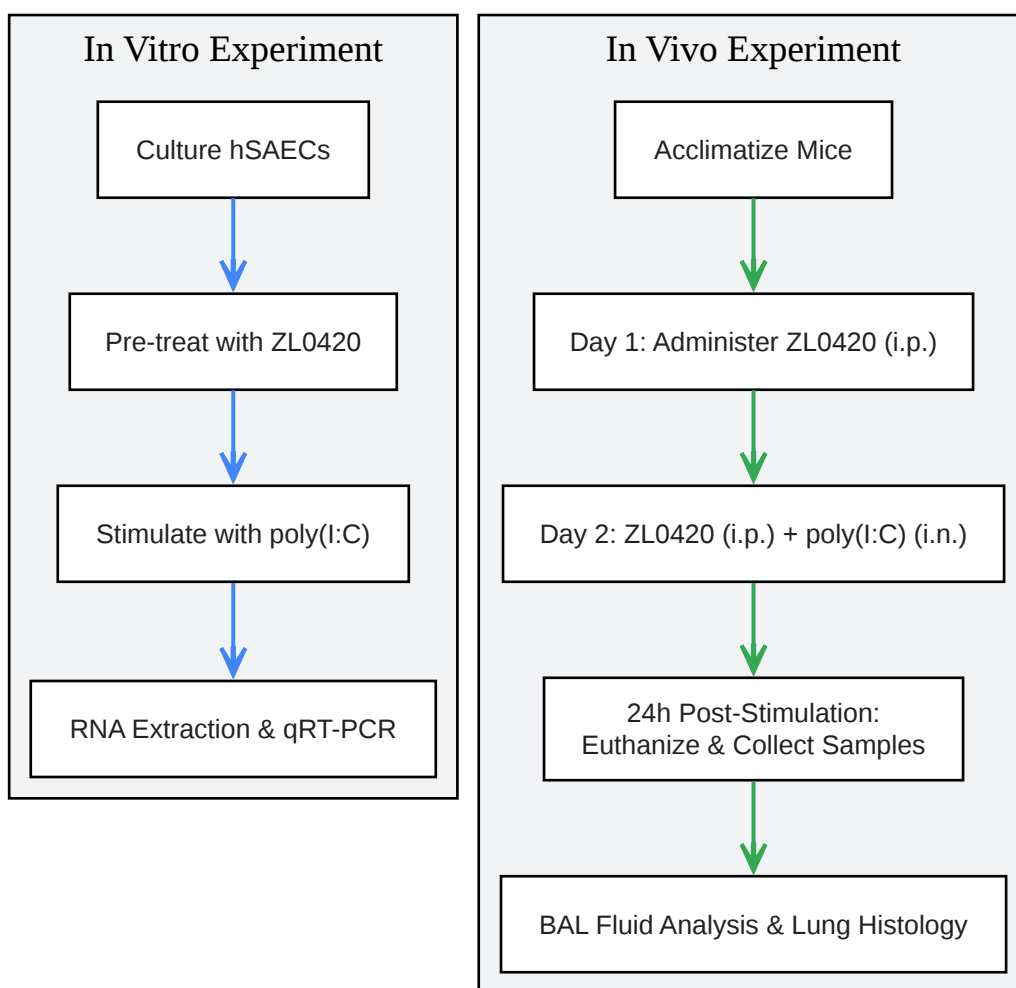 In Vitro Experiment
Culture hSAECs
Pre-treat with ZL0420
Stimulate with poly(I:C)
RNA Extraction & qRT-PCR
In Vivo Experiment
Acclimatize Mice
Day 1: Administer ZL0420 (i.p.)
Day 2: ZL0420 (i.p.) + poly(I:C) (i.n.)
24h Post-Stimulation:
Euthanize & Collect Samples
BAL Fluid Analysis & Lung Histology